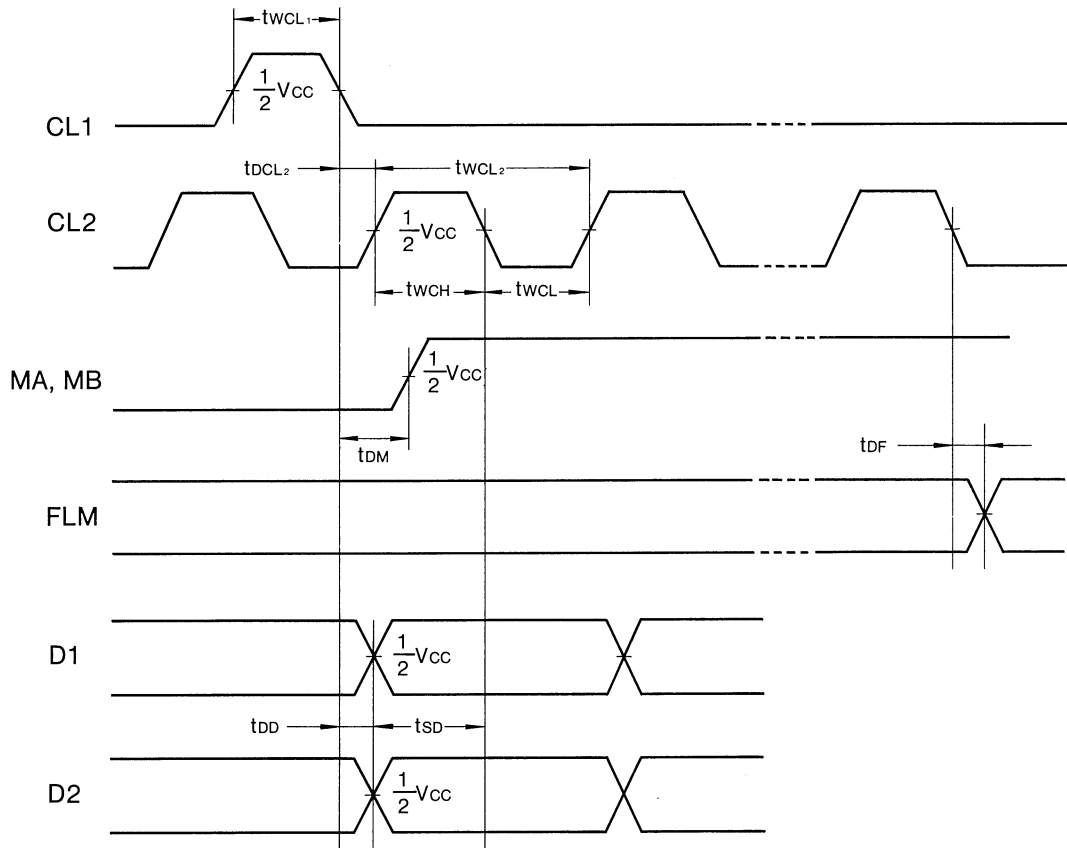 tWCL₁
CL1
1/2 VCC
tDCL₂
tWCL₂
CL2
1/2 VCC
tWCH
tWCL
MA, MB
1/2 VCC
tDM
tDF
FLM
D1
1/2 VCC
tDD
tSD
D2
1/2 VCC